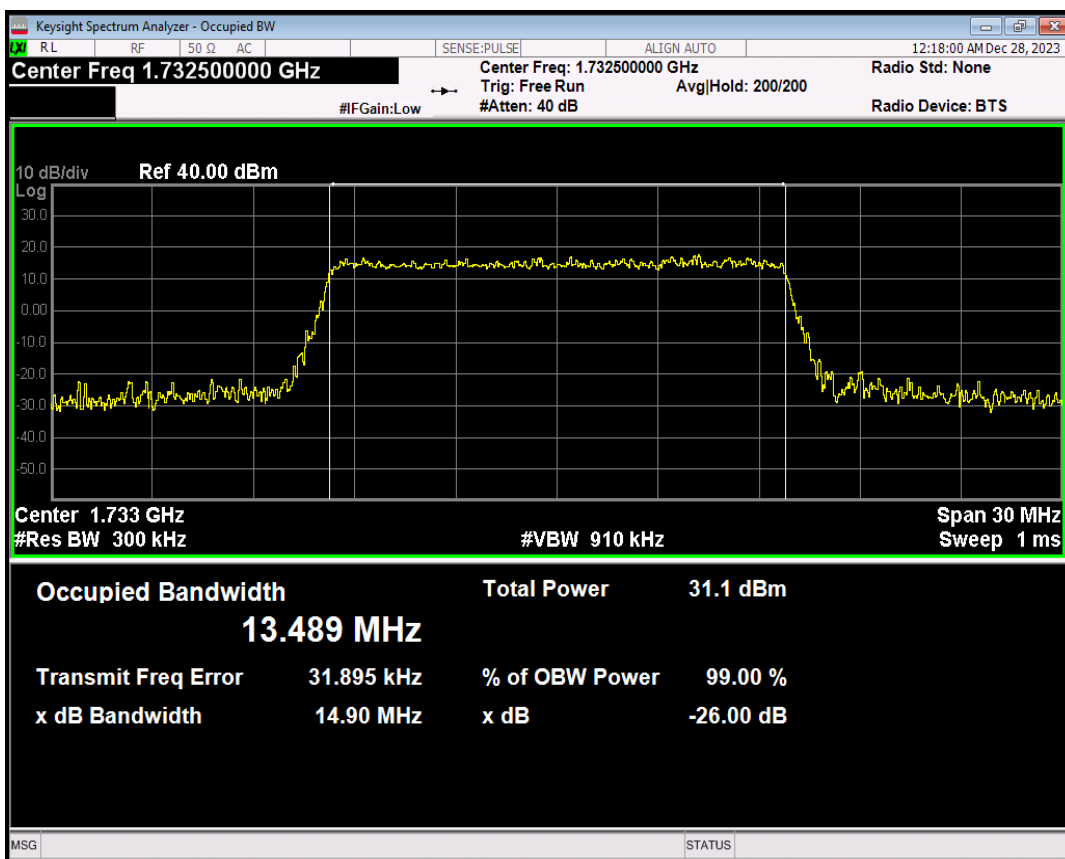 Keysight Spectrum Analyzer - Occupied BW
LXI RL RF 50 Ω AC SENSE:PULSE ALIGN AUTO 12:18:00 AM Dec 28, 2023
Center Freq 1.732500000 GHz Center Freq: 1.732500000 GHz Radio Std: None
Trig: Free Run Avg|Hold: 200/200
#IFGain:Low #Atten: 40 dB Radio Device: BTS
10 dB/div Ref 40.00 dBm
Log
30.0
20.0
10.0
0.00
-10.0
-20.0
-30.0
-40.0
-50.0
Center 1.733 GHz Span 30 MHz
#Res BW 300 kHz #VBW 910 kHz Sweep 1 ms
Occupied Bandwidth Total Power 31.1 dBm
13.489 MHz
Transmit Freq Error 31.895 kHz % of OBW Power 99.00 %
x dB Bandwidth 14.90 MHz x dB -26.00 dB
MSG STATUS